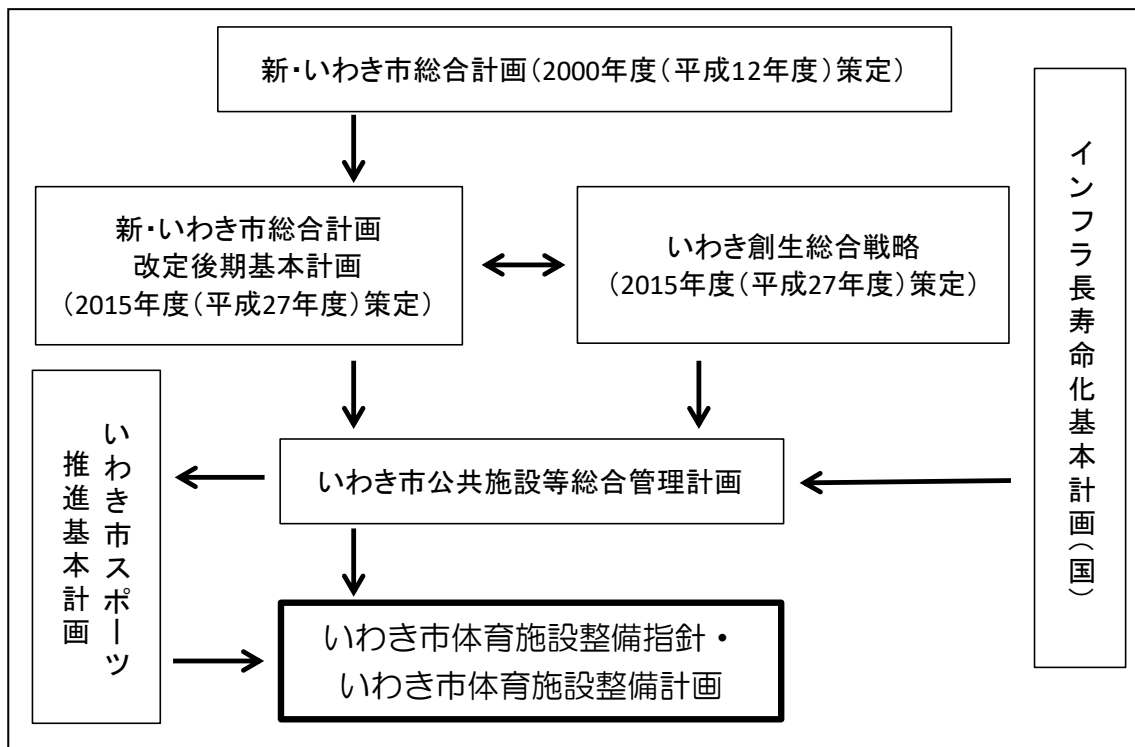 新・いわき市総合計画（2000年度（平成12年度）策定）
新・いわき市総合計画
改定後期基本計画
（2015年度（平成27年度）策定）
いわき創生総合戦略
（2015年度（平成27年度）策定）
インフラ長寿命化基本計画（国）
いわき市スポーツ
推進基本計画
いわき市公共施設等総合管理計画
いわき市体育施設整備指針・
いわき市体育施設整備計画